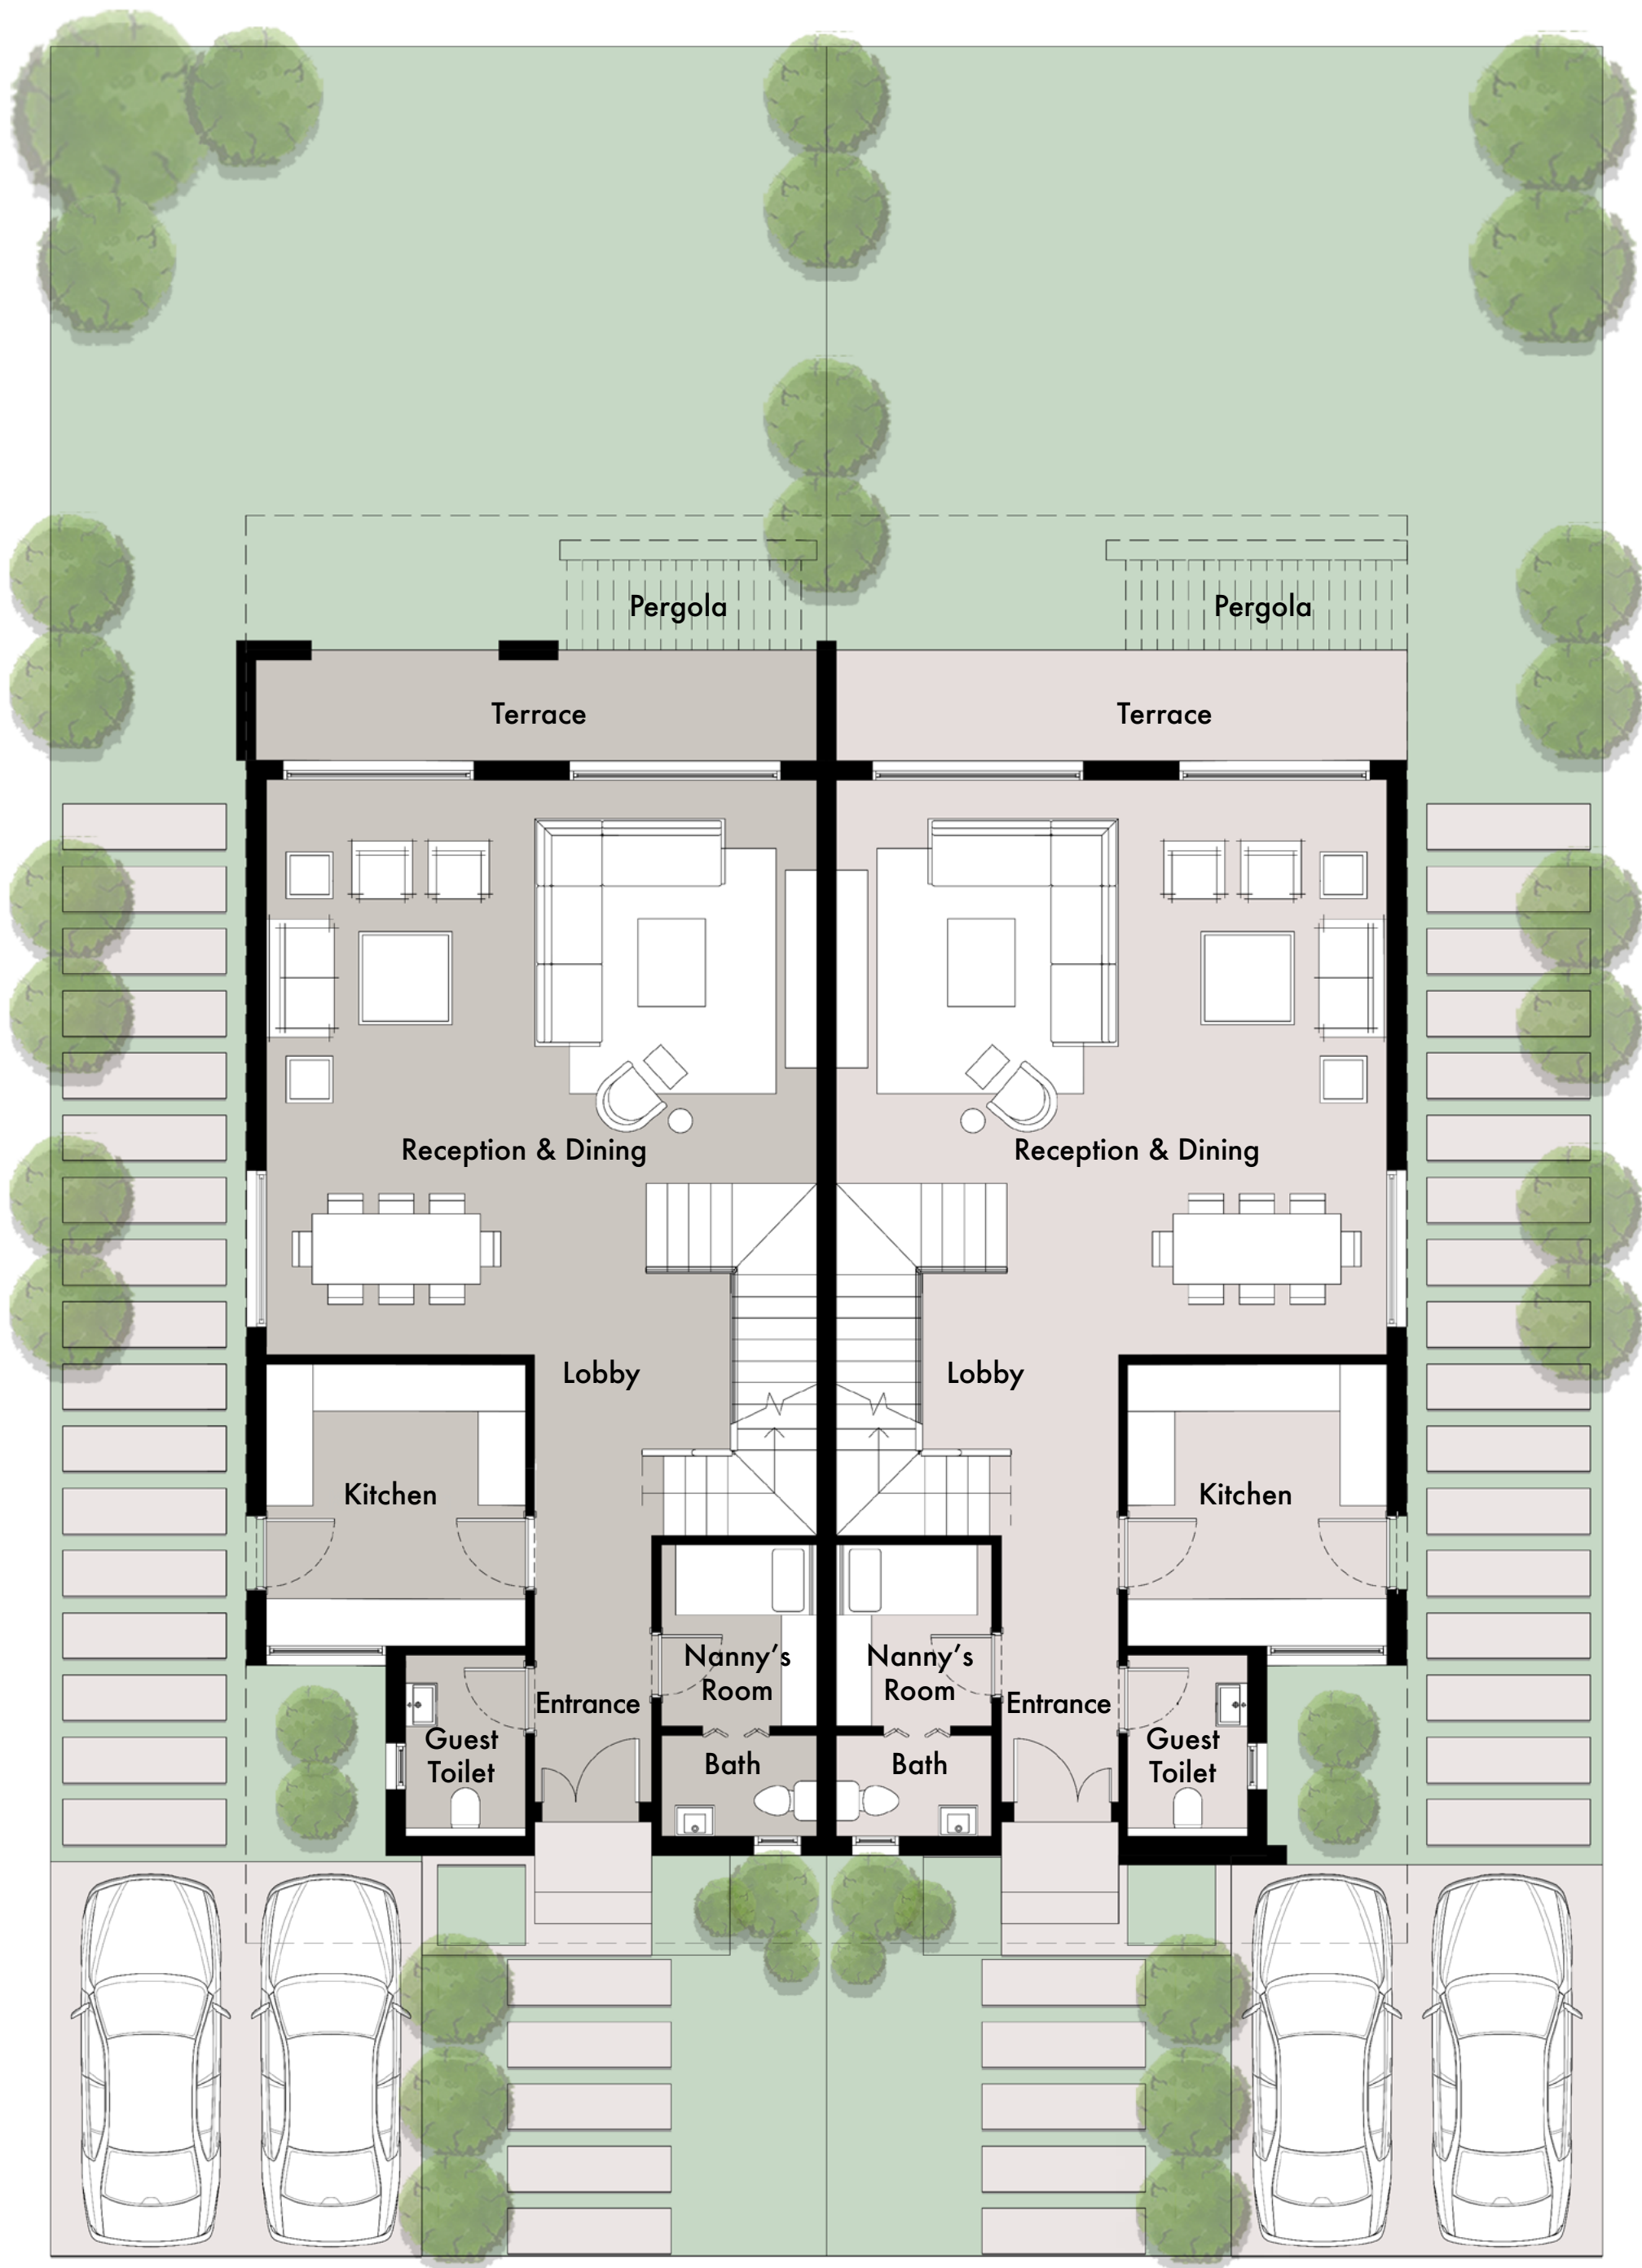 Pergola
Pergola
Terrace
Terrace
Reception & Dining
Reception & Dining
Lobby
Lobby
Kitchen
Kitchen
Nanny's
Room
Nanny's
Room
Entrance
Entrance
Guest
Toilet
Bath
Bath
Guest
Toilet